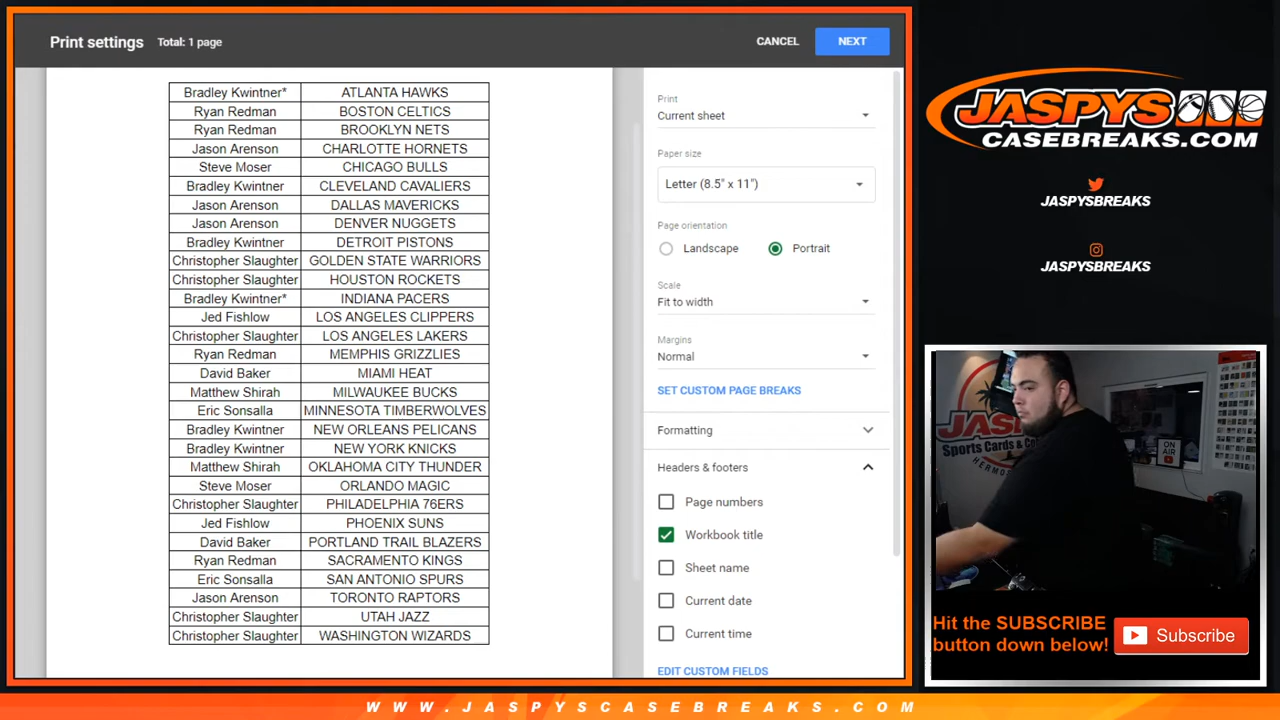 Print settings Total: 1 page CANCEL NEXT
Bradley Kwintner* ATLANTA HAWKS
Ryan Redman BOSTON CELTICS
Ryan Redman BROOKLYN NETS
Jason Arenson CHARLOTTE HORNETS
Steve Moser CHICAGO BULLS
Bradley Kwintner CLEVELAND CAVALIERS
Jason Arenson DALLAS MAVERICKS
Jason Arenson DENVER NUGGETS
Bradley Kwintner DETROIT PISTONS
Christopher Slaughter GOLDEN STATE WARRIORS
Christopher Slaughter HOUSTON ROCKETS
Bradley Kwintner* INDIANA PACERS
Jed Fishlow LOS ANGELES CLIPPERS
Christopher Slaughter LOS ANGELES LAKERS
Ryan Redman MEMPHIS GRIZZLIES
David Baker MIAMI HEAT
Matthew Shirah MILWAUKEE BUCKS
Eric Sonsalla MINNESOTA TIMBERWOLVES
Bradley Kwintner NEW ORLEANS PELICANS
Bradley Kwintner NEW YORK KNICKS
Matthew Shirah OKLAHOMA CITY THUNDER
Steve Moser ORLANDO MAGIC
Christopher Slaughter PHILADELPHIA 76ERS
Jed Fishlow PHOENIX SUNS
David Baker PORTLAND TRAIL BLAZERS
Ryan Redman SACRAMENTO KINGS
Eric Sonsalla SAN ANTONIO SPURS
Jason Arenson TORONTO RAPTORS
Christopher Slaughter UTAH JAZZ
Christopher Slaughter WASHINGTON WIZARDS
Print
Current sheet
Paper size
Letter (8.5" x 11")
Page orientation
Landscape Portrait
Scale
Fit to width
Margins
Normal
SET CUSTOM PAGE BREAKS
Formatting
Headers & footers
Page numbers
Workbook title
Sheet name
Current date
Current time
EDIT CUSTOM FIELDS
JASPYS
CASEBREAKS.COM
JASPYSBREAKS
JASPYSBREAKS
JASPY
Sports Cards & Co
HERMO
ON
AIR
Hit the SUBSCRIBE
button down below!
Subscribe
WWW.JASPYSCASEBREAKS.COM